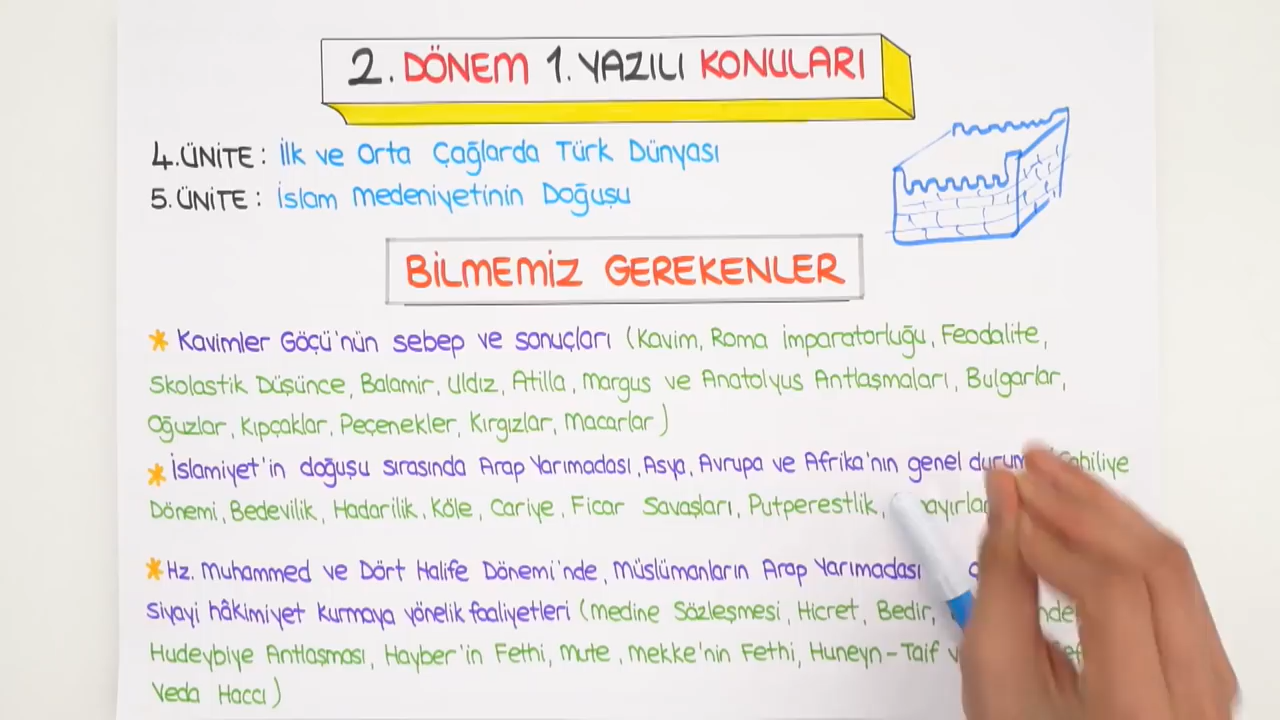 2. DÖNEM 1. YAZILI KONULARI
4. ÜNİTE: İlk ve Orta Çağlarda Türk Dünyası
5. ÜNİTE: İslam Medeniyetinin Doğuşu
BİLMEMİZ GEREKENLER
* Kavimler Göçü'nün sebep ve sonuçları (Kavim, Roma İmparatorluğu, Feodalite,
Skolastik Düşünce, Balamir, Uldız, Atilla, Margus ve Anatolyus Antlaşmaları, Bulgarlar,
Oğuzlar, Kıpçaklar, Peçenekler, Kırgızlar, Macarlar)
* İslamiyet'in doğuşu sırasında Arap Yarımadası, Asya, Avrupa ve Afrika'nın genel
Dönemi, Bedevilik, Hadarilik, Köle, Cariye, Ficar Savaşları, Putperestlik,
* Hz. Muhammed ve Dört Halife Dönemi'nde, Müslümanların Arap Yarımadası
Siyayi hâkimiyet kurmaya yönelik faaliyetleri (Medine Sözleşmesi, Hicret, Bedir,
Hudeybiye Antlaşması, Hayber'in Fethi, Mute, Mekke'nin Fethi, Huneyn-Taif
Veda Haccı)